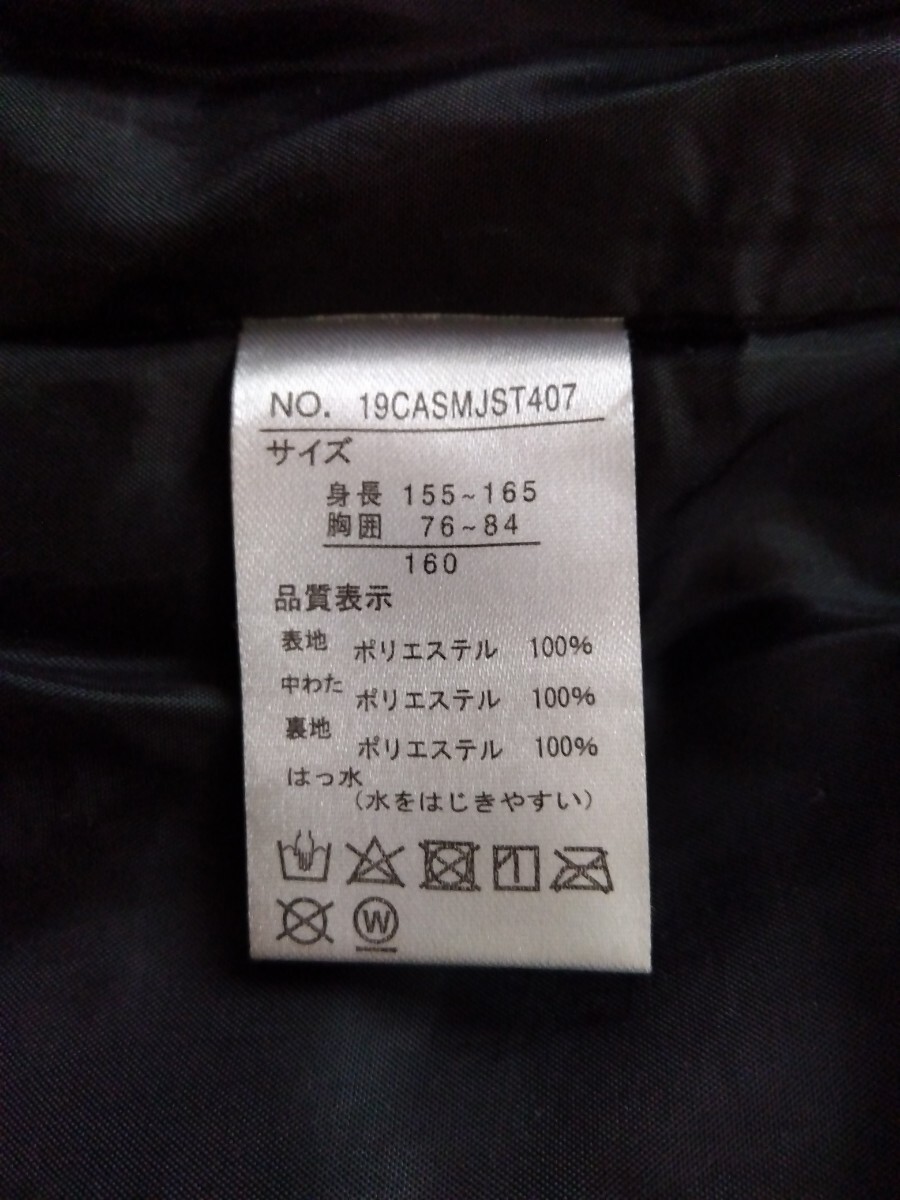 NO. 19CASMJST407
サイズ
身長 155~165
胸囲 76~84
160
品質表示
表地 ポリエステル 100%
中わた ポリエステル 100%
裏地 ポリエステル 100%
はっ水 (水をはじきやすい)
W